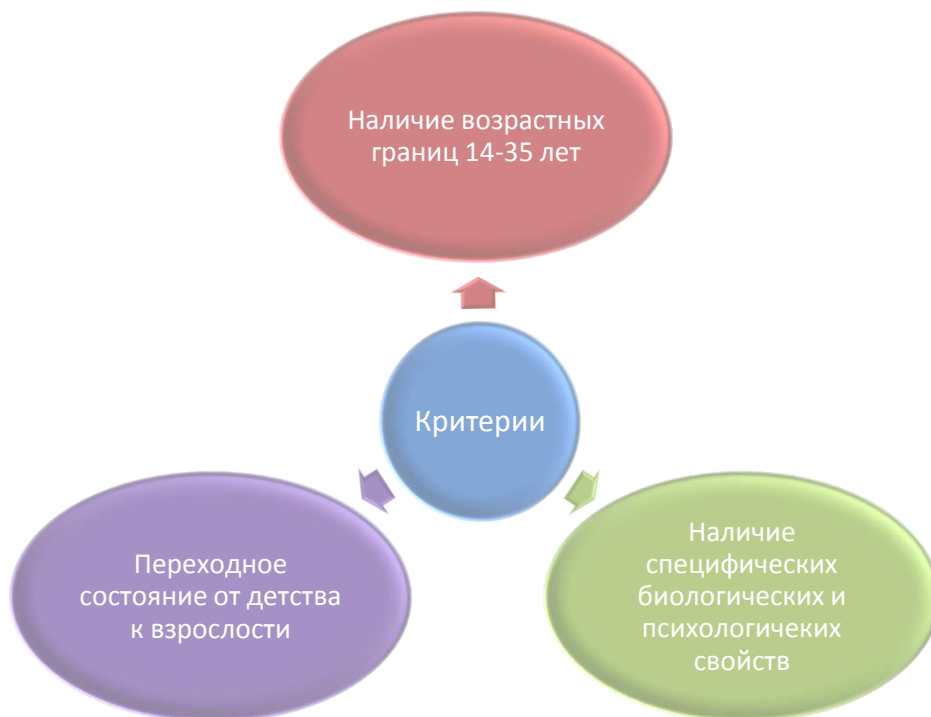 Наличие возрастных
границ 14-35 лет
Критерии
Переходное
состояние от детства
к взрослости
Наличие
специфических
биологических и
психологичеких
свойств